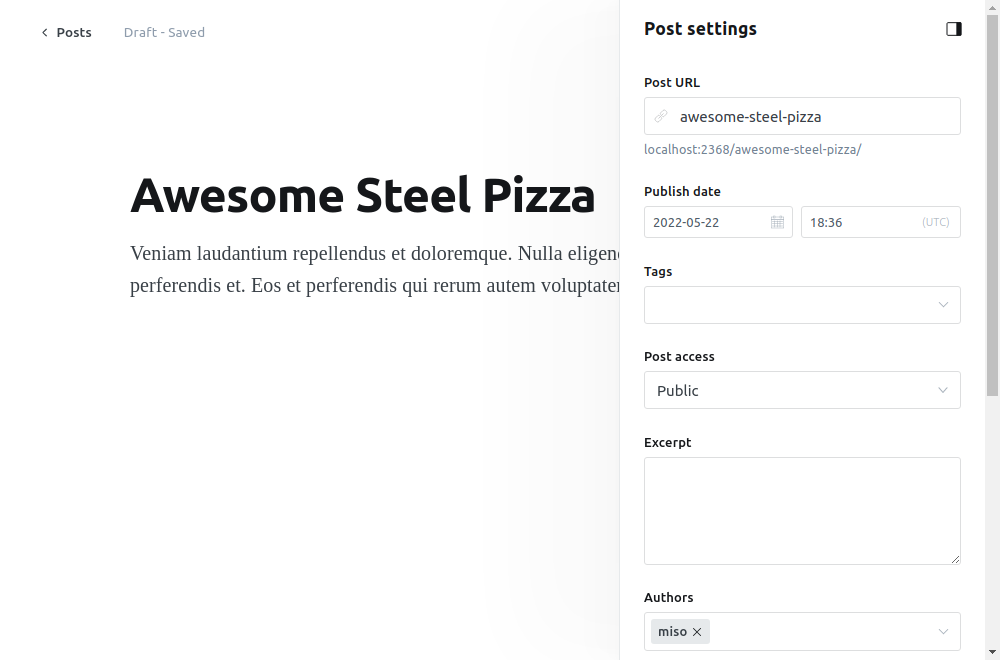 Posts
Draft - Saved
Awesome Steel Pizza
Veniam laudantium repellendus et doloremque. Nulla
perferendis et. Eos et perferendis qui rerum autem
Post settings
Post URL
awesome-steel-pizza
localhost:2368/awesome-steel-pizza/
Publish date
2022-05-22
18:36
(UTC)
Tags
Post access
Public
Excerpt
Authors
miso